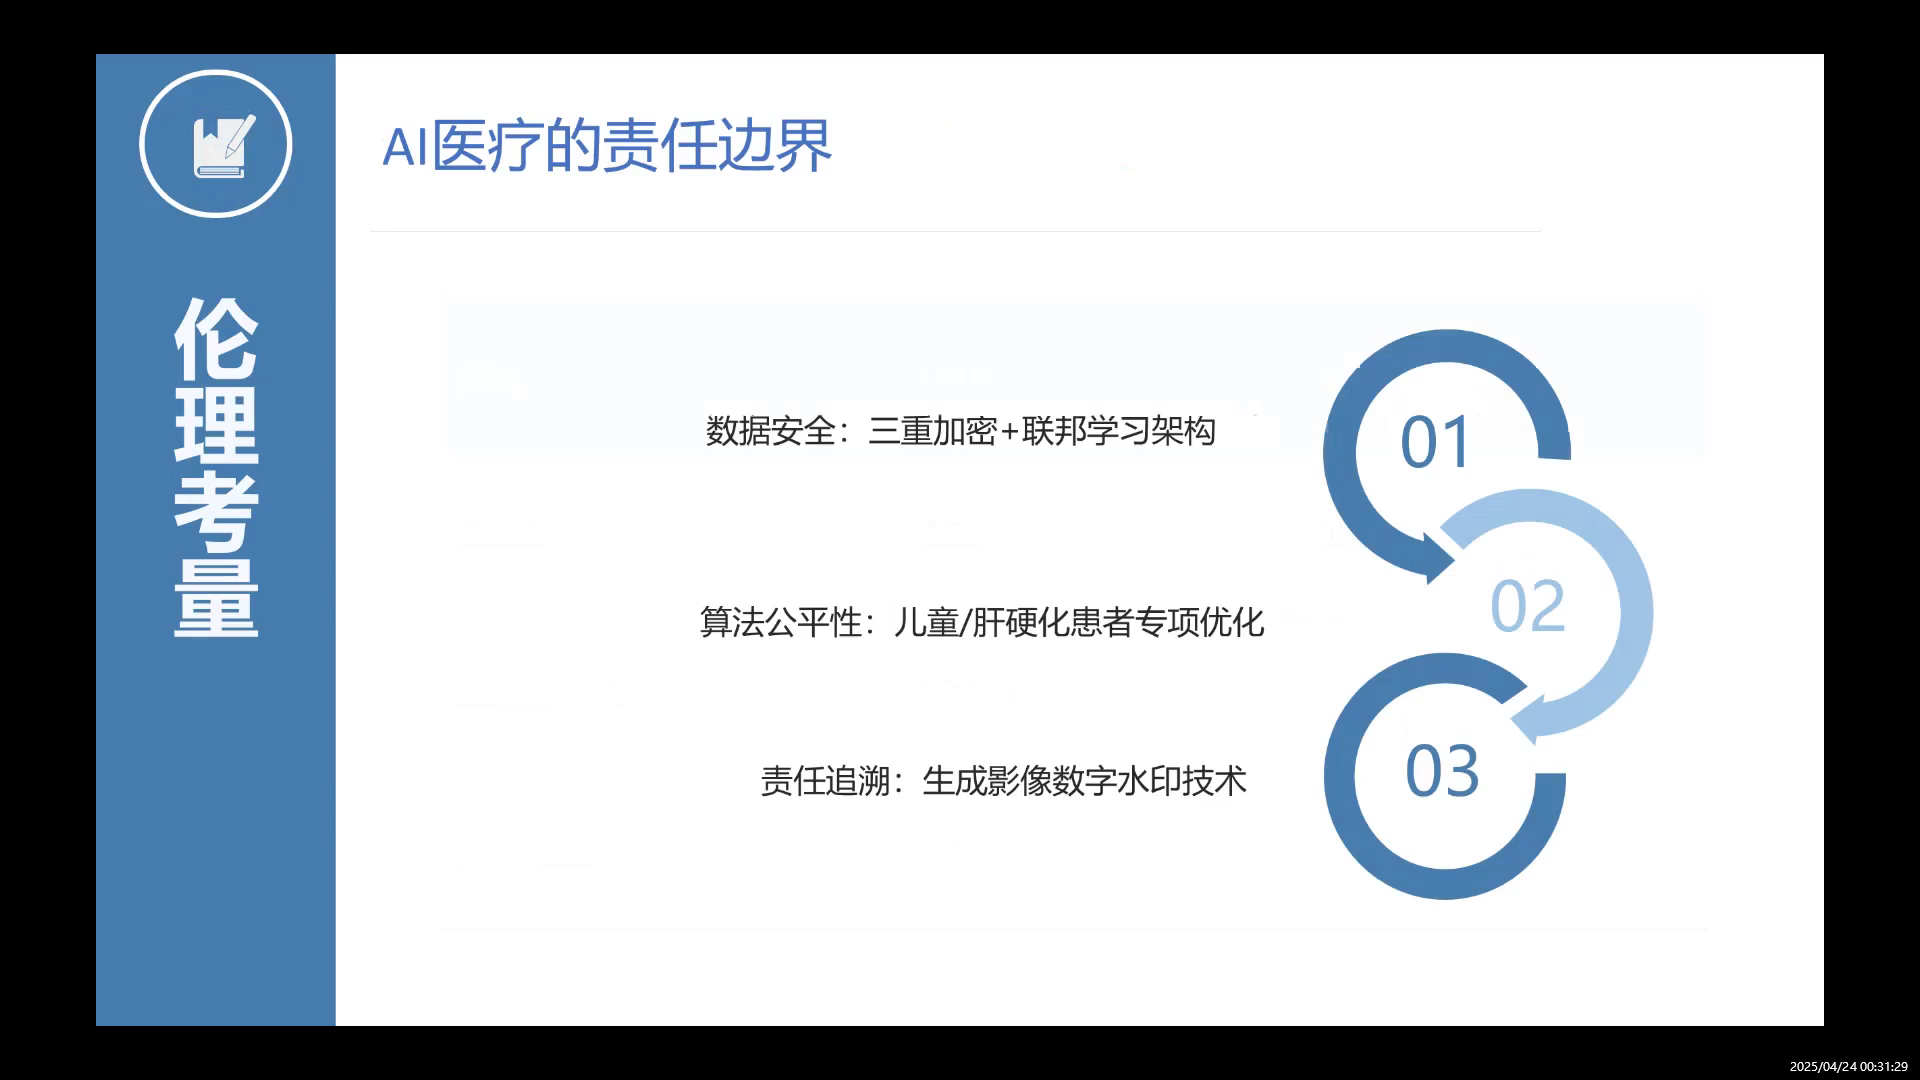 伦理考量
AI医疗的责任边界
数据安全：三重加密+联邦学习架构
01
算法公平性：儿童/肝硬化患者专项优化
02
责任追溯：生成影像数字水印技术
03
2025/04/24 00:31:29